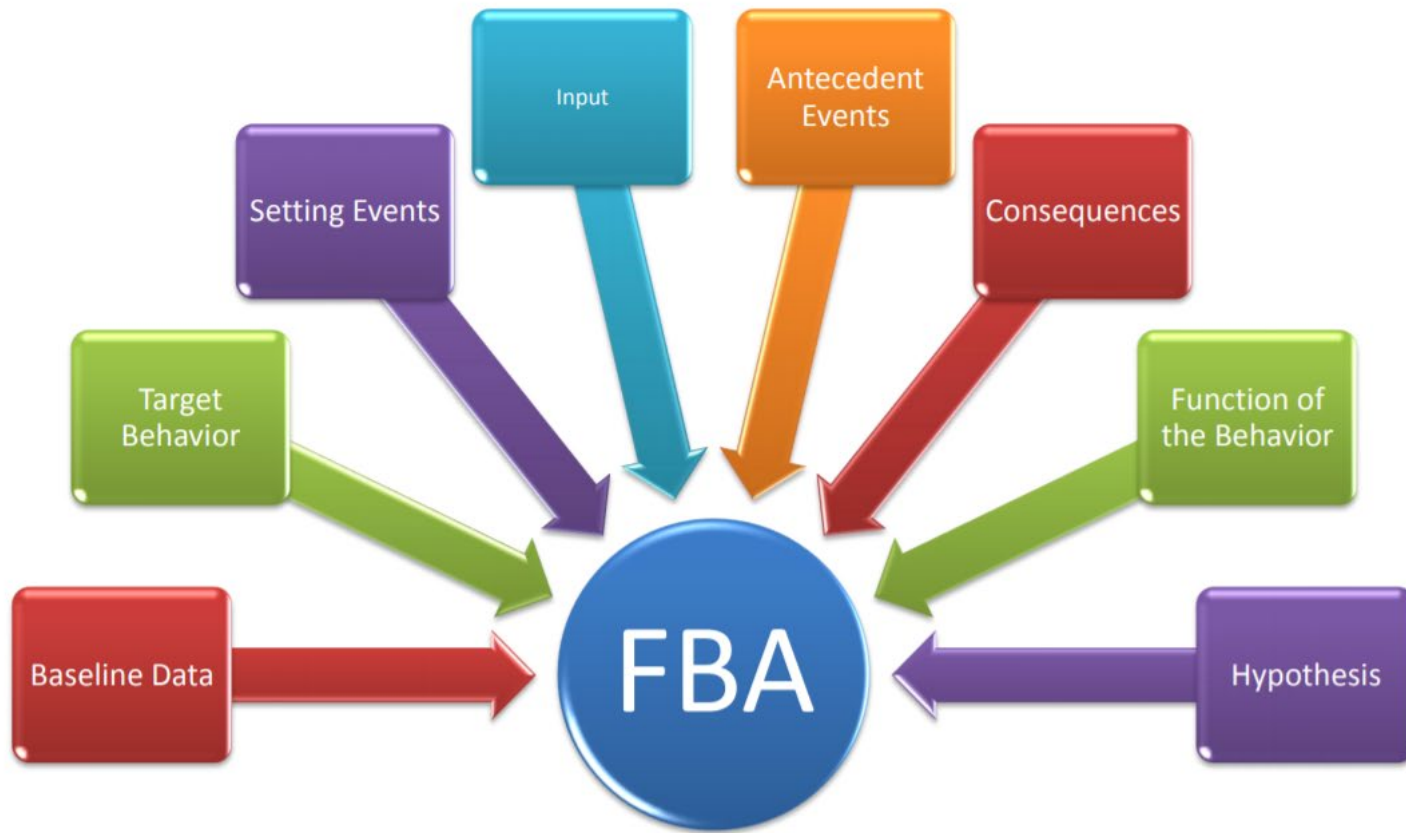 Baseline Data
Target
Behavior
Setting Events
Input
Antecedent
Events
Consequences
Function of
the Behavior
Hypothesis
FBA